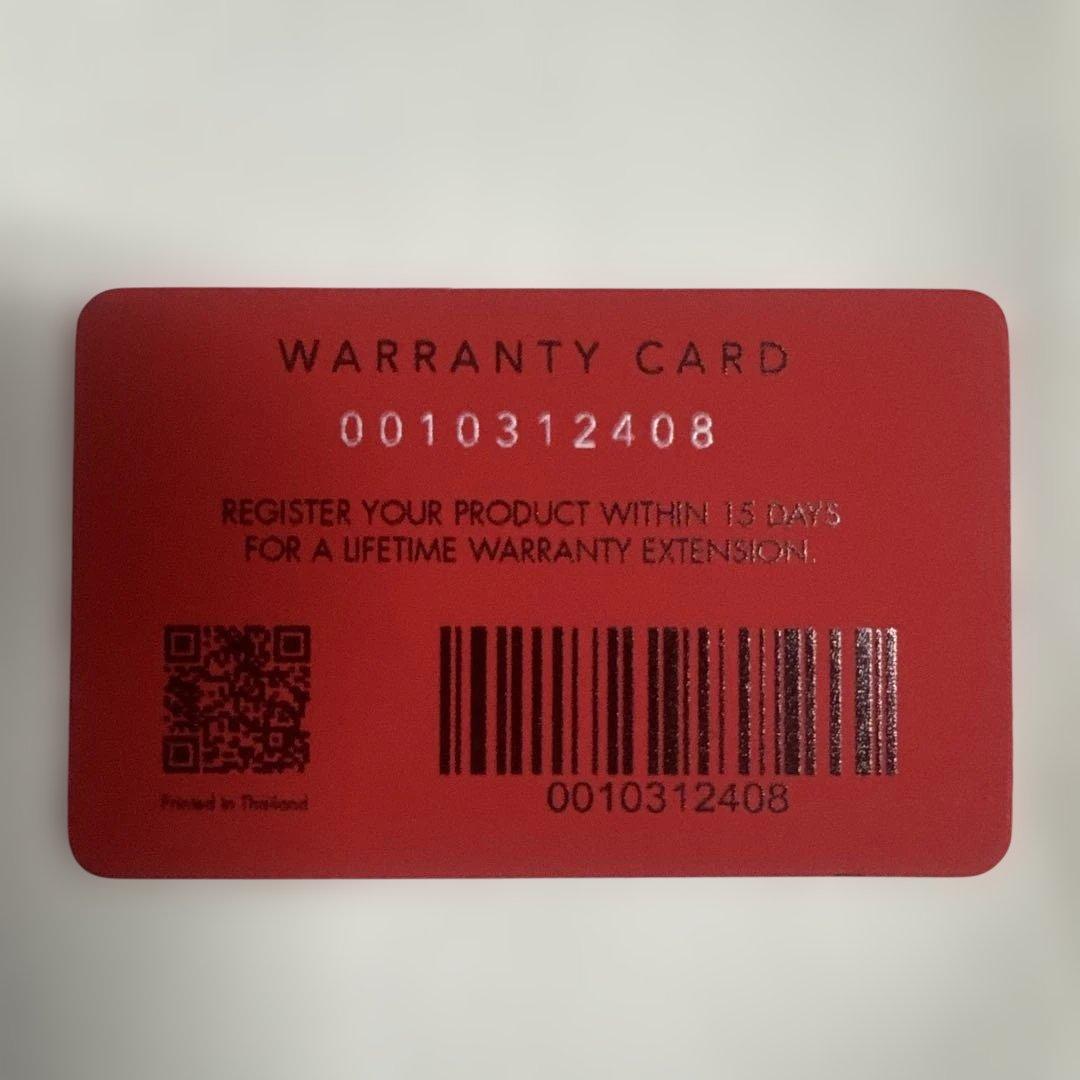 WARRANTY CARD
0010312408
REGISTER YOUR PRODUCT WITHIN 15 DAYS
FOR A LIFETIME WARRANTY EXTENSION.
0010312408
Printed in Thailand